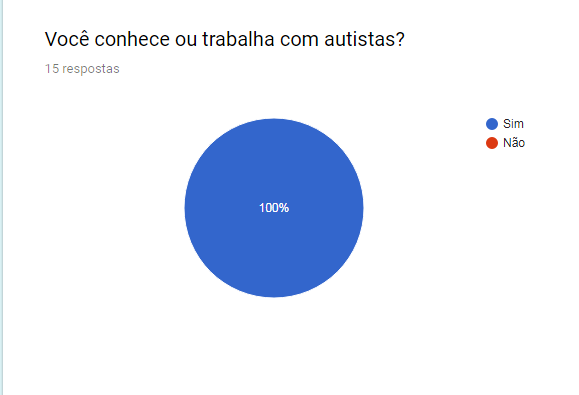 Você conhece ou trabalha com autistas?
15 respostas
Sim
Não
100%